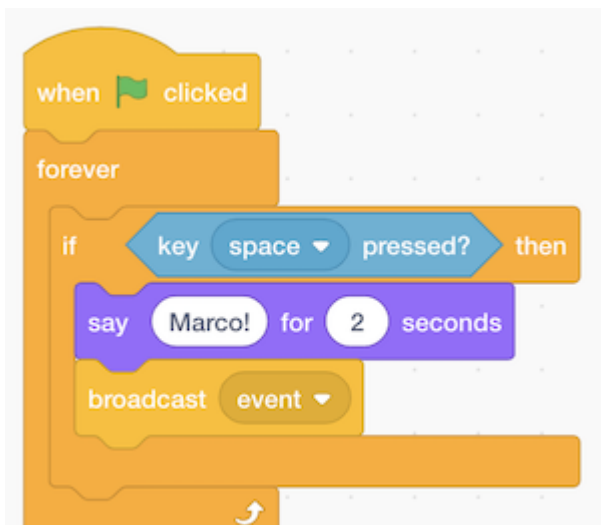 when clicked
forever
if key space pressed? then
say Marco! for 2 seconds
broadcast event